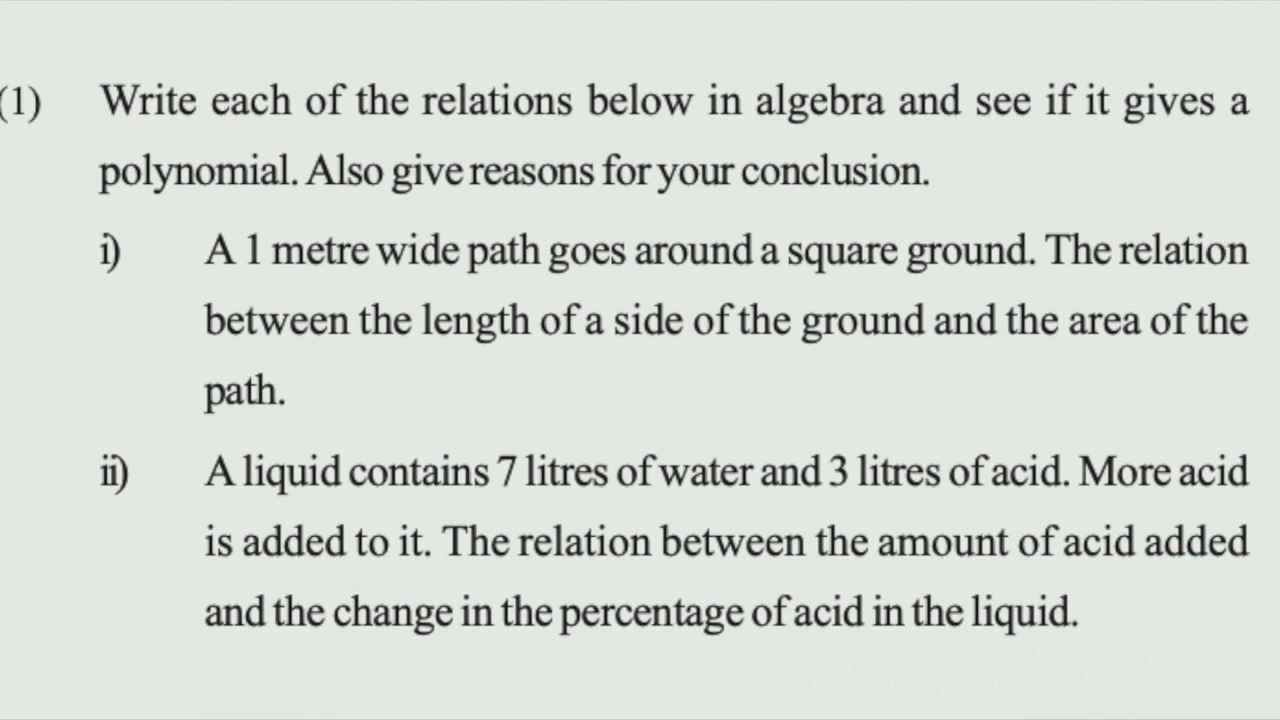 (1) Write each of the relations below in algebra and see if it gives a
polynomial. Also give reasons for your conclusion.
i) A 1 metre wide path goes around a square ground. The relation
between the length of a side of the ground and the area of the
path.
ii) A liquid contains 7 litres of water and 3 litres of acid. More acid
is added to it. The relation between the amount of acid added
and the change in the percentage of acid in the liquid.
Online Chalkboard